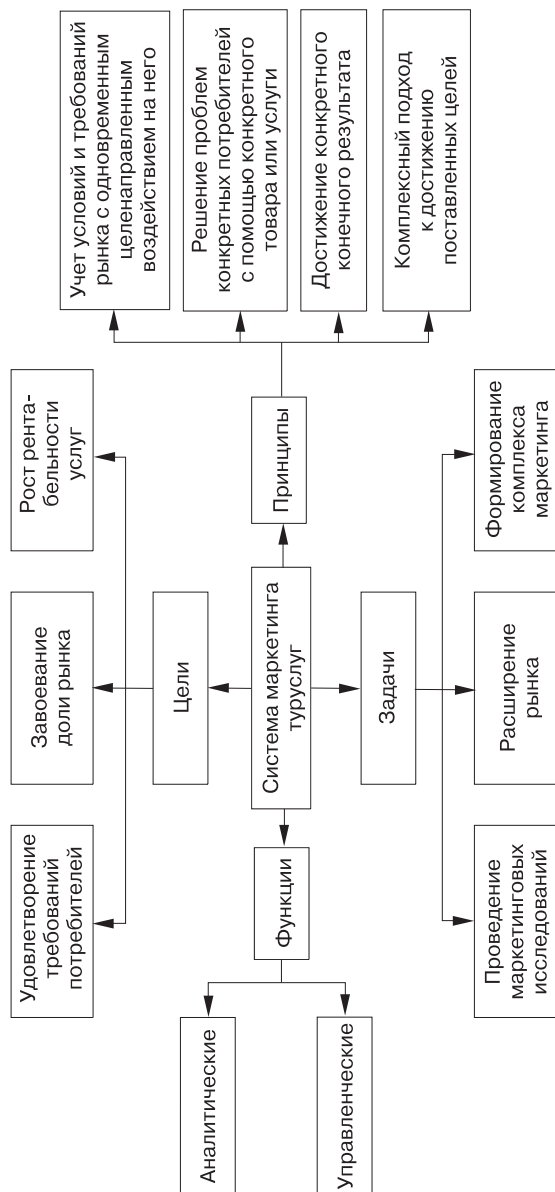 Удовлетворение
требований
потребителей
Завоевание
доли рынка
Рост рента-
бельности
услуг
Учет условий и требований
рынка с одновременным
целенаправленным
воздействием на него
Цели
Решение проблем
конкретных потребителей
с помощью конкретного
товара или услуги
Аналитические
Функции
Система маркетинга
туруслуг
Принципы
Управленческие
Достижение конкретного
конечного результата
Задачи
Комплексный подход
к достижению
поставленных целей
Проведение
маркетинговых
исследований
Расширение
рынка
Формирование
комплекса
маркетинга